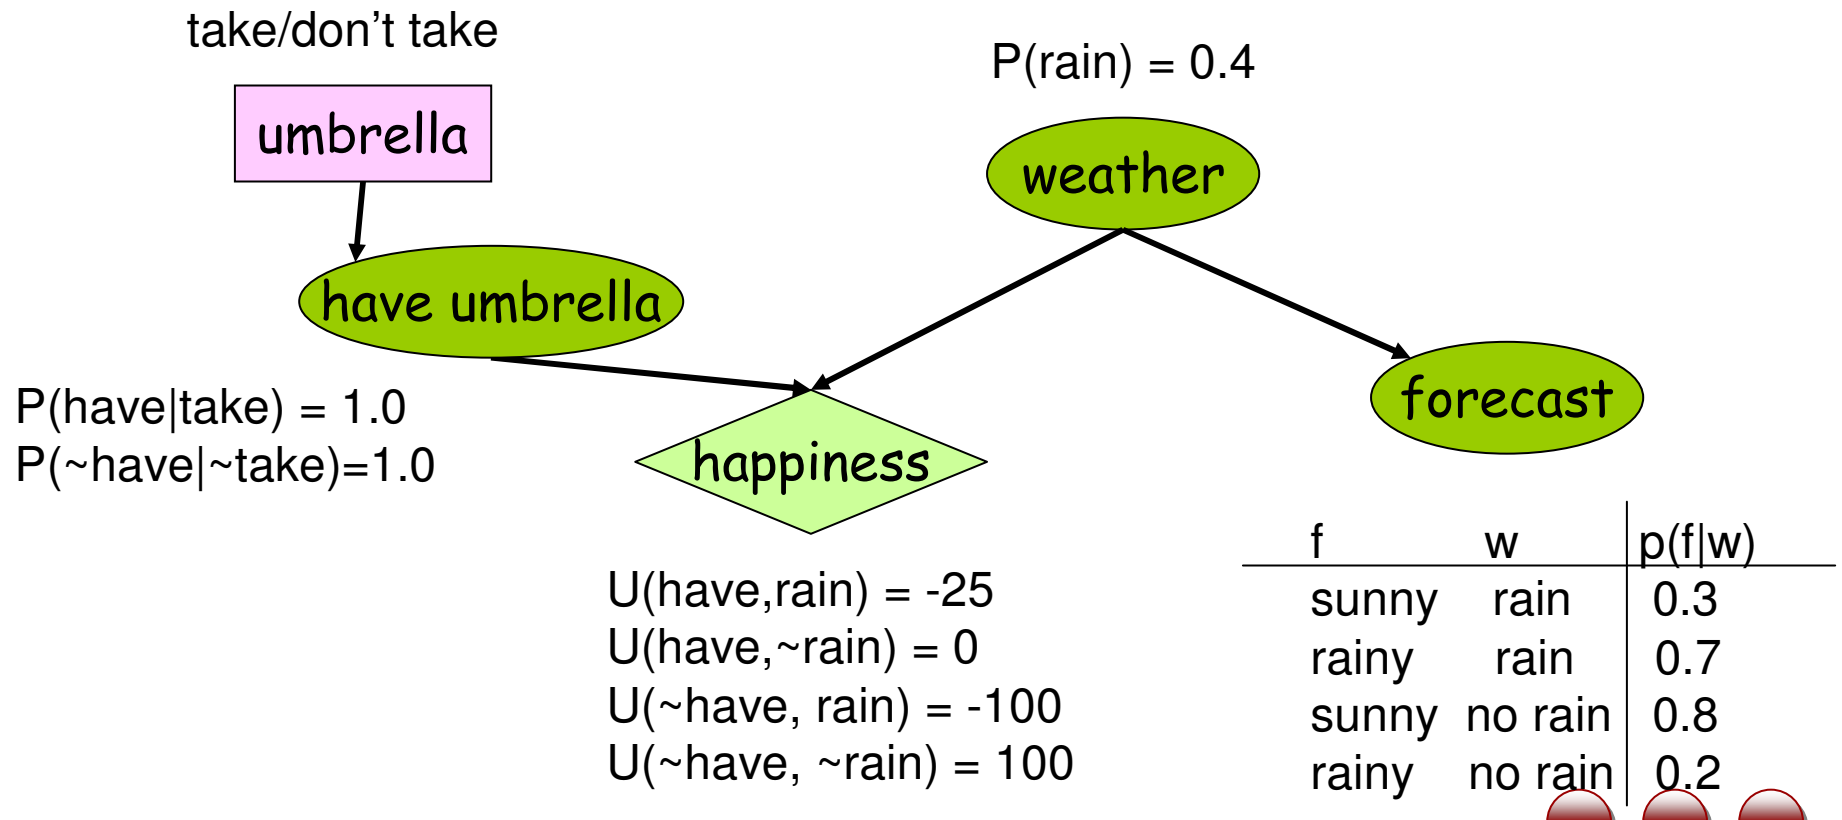 take/don't take
P(rain) = 0.4
umbrella
weather
have umbrella
forecast
P(have|take) = 1.0
P(~have|~take)=1.0
happiness
U(have,rain) = -25
U(have,~rain) = 0
U(~have, rain) = -100
U(~have, ~rain) = 100
f w p(f|w)
sunny rain 0.3
rainy rain 0.7
sunny no rain 0.8
rainy no rain 0.2